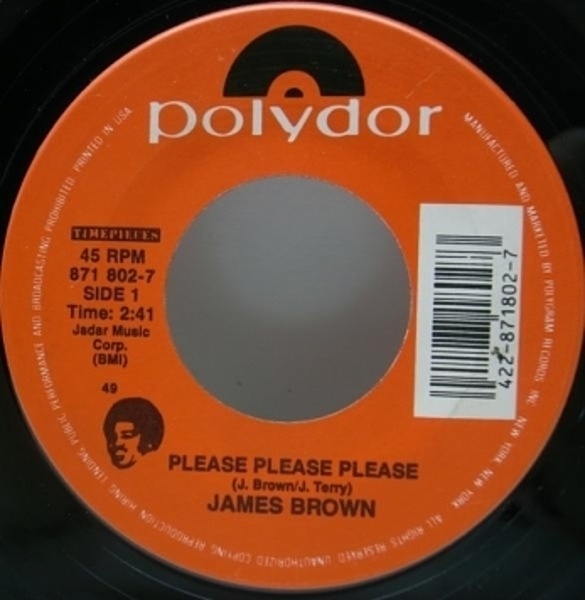 polydor
TIMEPIECES
45 RPM
871 802-7
SIDE 1
Time: 2:41
Jadar Music
Corp.
(BMI)
49
422-871802-7
PLEASE PLEASE PLEASE
(J. Brown/J. Terry)
JAMES BROWN
MANUFACTURED AND MARKETED BY POLYGRAM RECORDS INC. NEW YORK, NEW YORK. ALL RIGHTS RESERVED. UNAUTHORIZED COPYING REPRODUCTION HIRING LENDING PUBLIC PERFORMANCE AND BROADCASTING PROHIBITED. PRINTED IN USA